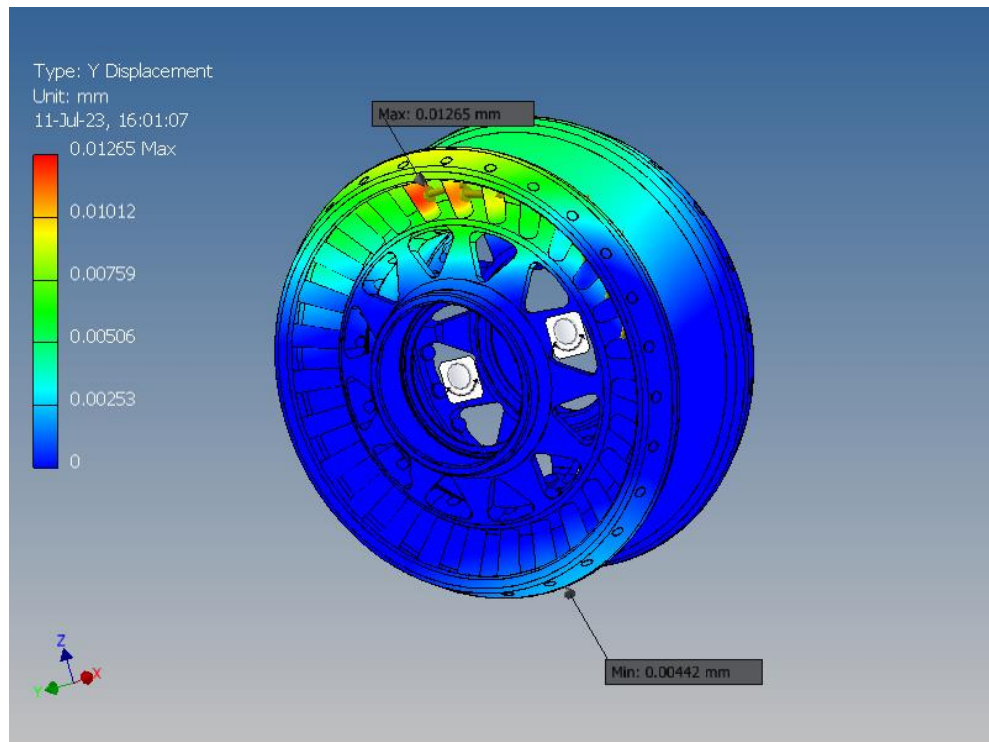 Type: Y Displacement
Unit: mm
11-Jul-23, 16:01:07
0.01265 Max
0.01012
0.00759
0.00506
0.00253
0
Max: 0.01265 mm
Min: 0.00442 mm
Z
Y
X